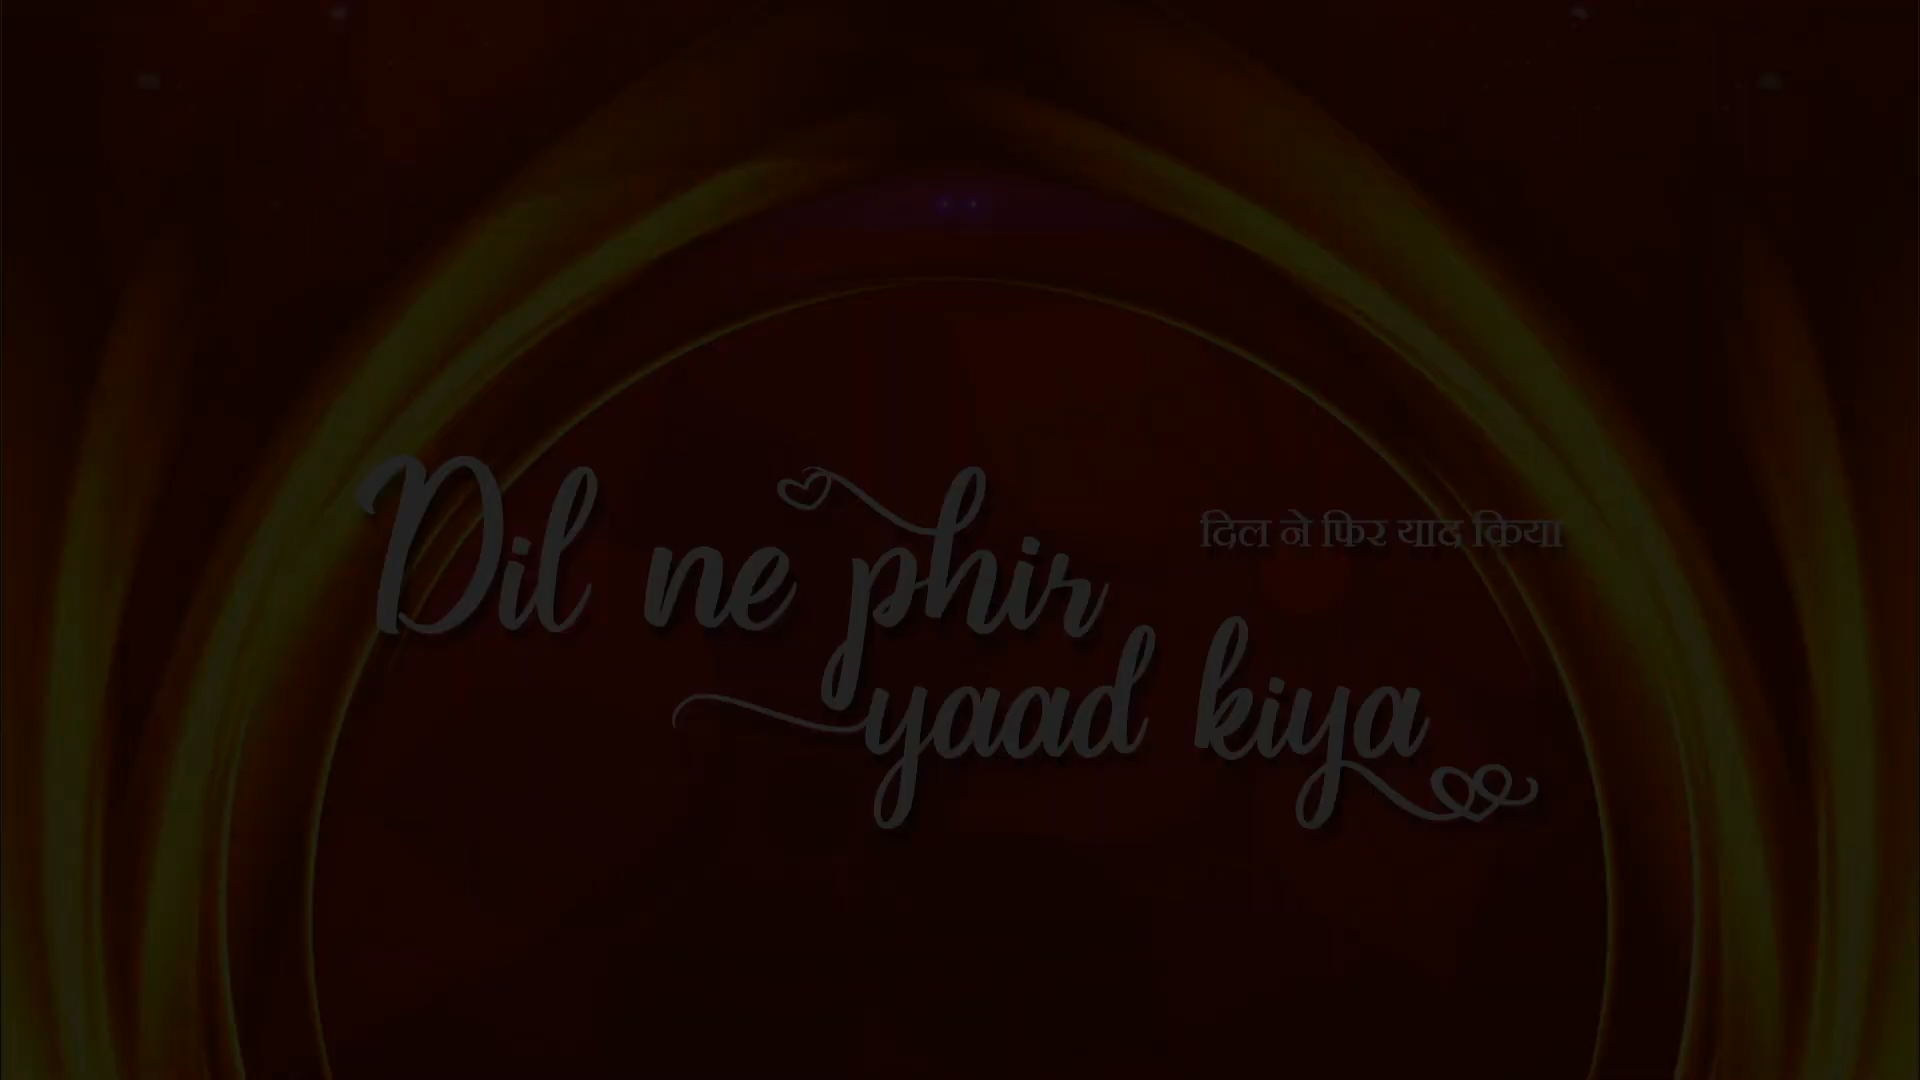 Dil ne phir
दिल ने फिर याद किया
yaad kiya